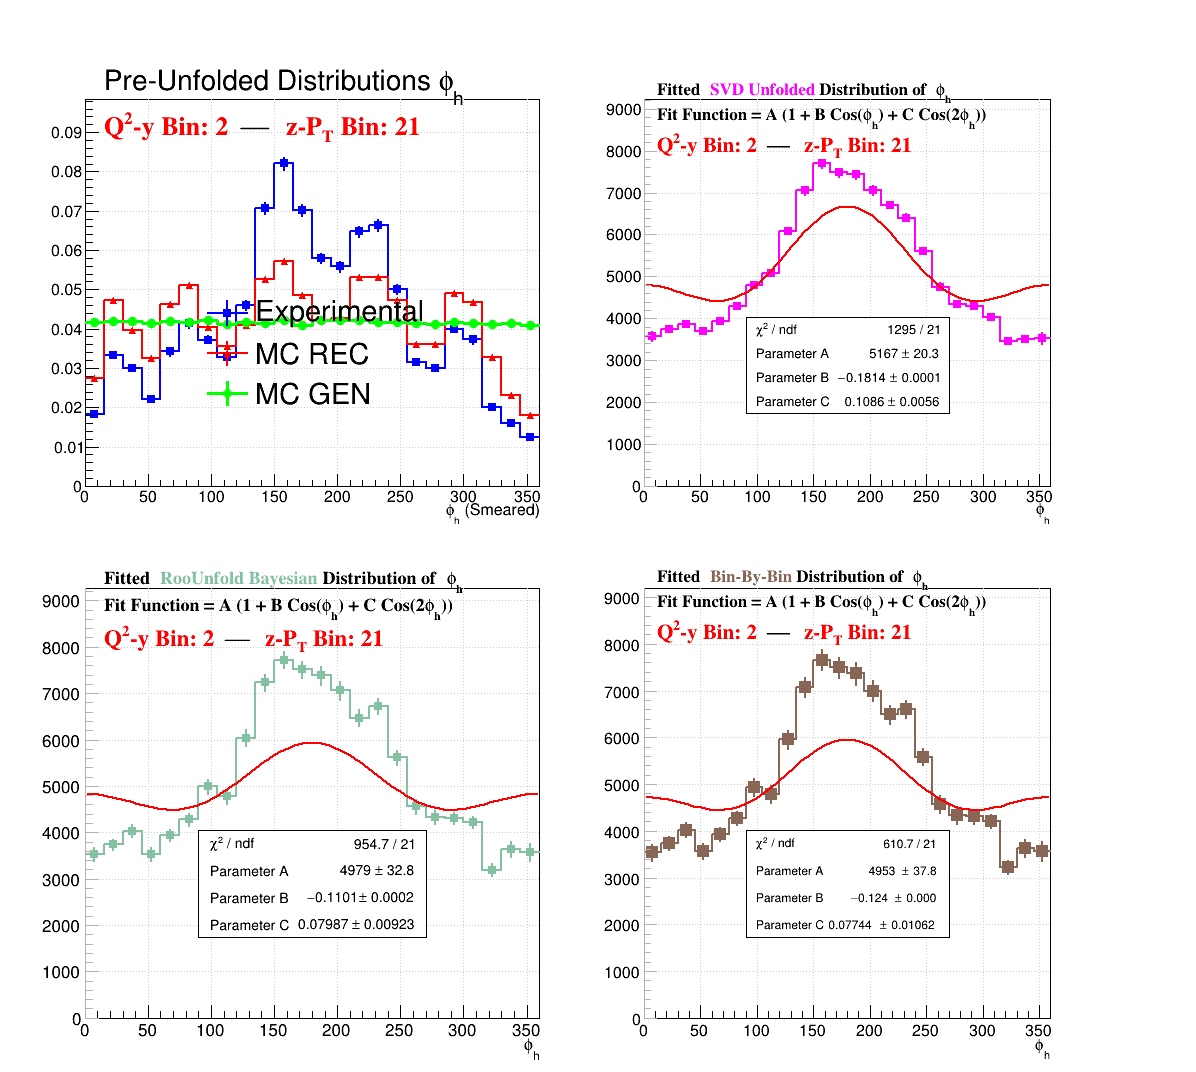 Pre-Unfolded Distributions ϕh
Q2-y Bin: 2 — z-PT Bin: 21
0.09
0.08
0.07
0.06
0.05
0.04
0.03
0.02
0.01
0
Experimental
MC REC
MC GEN
0 50 100 150 200 250 300 350
ϕh (Smeared)
Fitted SVD Unfolded Distribution of ϕh
Fit Function = A (1 + B Cos(ϕh) + C Cos(2ϕh))
Q2-y Bin: 2 — z-PT Bin: 21
9000
8000
7000
6000
5000
4000
3000
2000
1000
0
χ2 / ndf 1295 / 21
Parameter A 5167 ± 20.3
Parameter B −0.1814 ± 0.0001
Parameter C 0.1086 ± 0.0056
0 50 100 150 200 250 300 350
ϕh
Fitted RooUnfold Bayesian Distribution of ϕh
Fit Function = A (1 + B Cos(ϕh) + C Cos(2ϕh))
Q2-y Bin: 2 — z-PT Bin: 21
9000
8000
7000
6000
5000
4000
3000
2000
1000
0
χ2 / ndf 954.7 / 21
Parameter A 4979 ± 32.8
Parameter B −0.1101 ± 0.0002
Parameter C 0.07987 ± 0.00923
0 50 100 150 200 250 300 350
ϕh
Fitted Bin-By-Bin Distribution of ϕh
Fit Function = A (1 + B Cos(ϕh) + C Cos(2ϕh))
Q2-y Bin: 2 — z-PT Bin: 21
9000
8000
7000
6000
5000
4000
3000
2000
1000
0
χ2 / ndf 610.7 / 21
Parameter A 4953 ± 37.8
Parameter B −0.124 ± 0.000
Parameter C 0.07744 ± 0.01062
0 50 100 150 200 250 300 350
ϕh